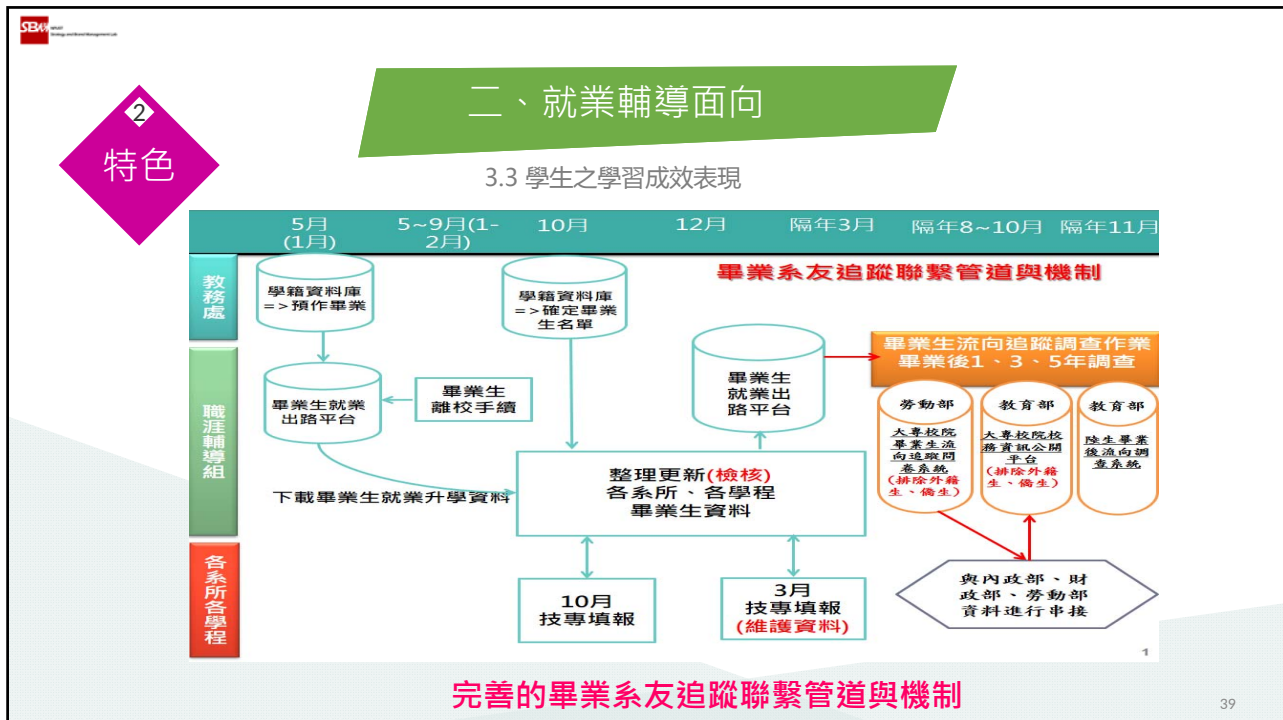 SBM
Strategy and Brand Management Lab
2
特色
二、就業輔導面向
3.3 學生之學習成效表現
5月
(1月)
5~9月(1-
2月)
10月
12月
隔年3月
隔年8~10月
隔年11月
教務處
學籍資料庫
=>預作畢業
學籍資料庫
=>確定畢業
生名單
畢業系友追蹤聯繫管道與機制
職涯輔導組
畢業生就業
出路平台
畢業生
離校手續
畢業生
就業出
路平台
畢業生流向追蹤調查作業
畢業後1、3、5年調查
勞動部
大專校院
畢業生流
向追蹤問
卷系統
(排除外籍
生、僑生)
教育部
大專校院校
務資訊公開
平台
(排除外籍
生、僑生)
教育部
陸生畢業
後流向調
查系統
下載畢業生就業升學資料
整理更新(檢核)
各系所、各學程
畢業生資料
各系所各學程
10月
技專填報
3月
技專填報
(維護資料)
與內政部、財
政部、勞動部
資料進行串接
1
完善的畢業系友追蹤聯繫管道與機制
39